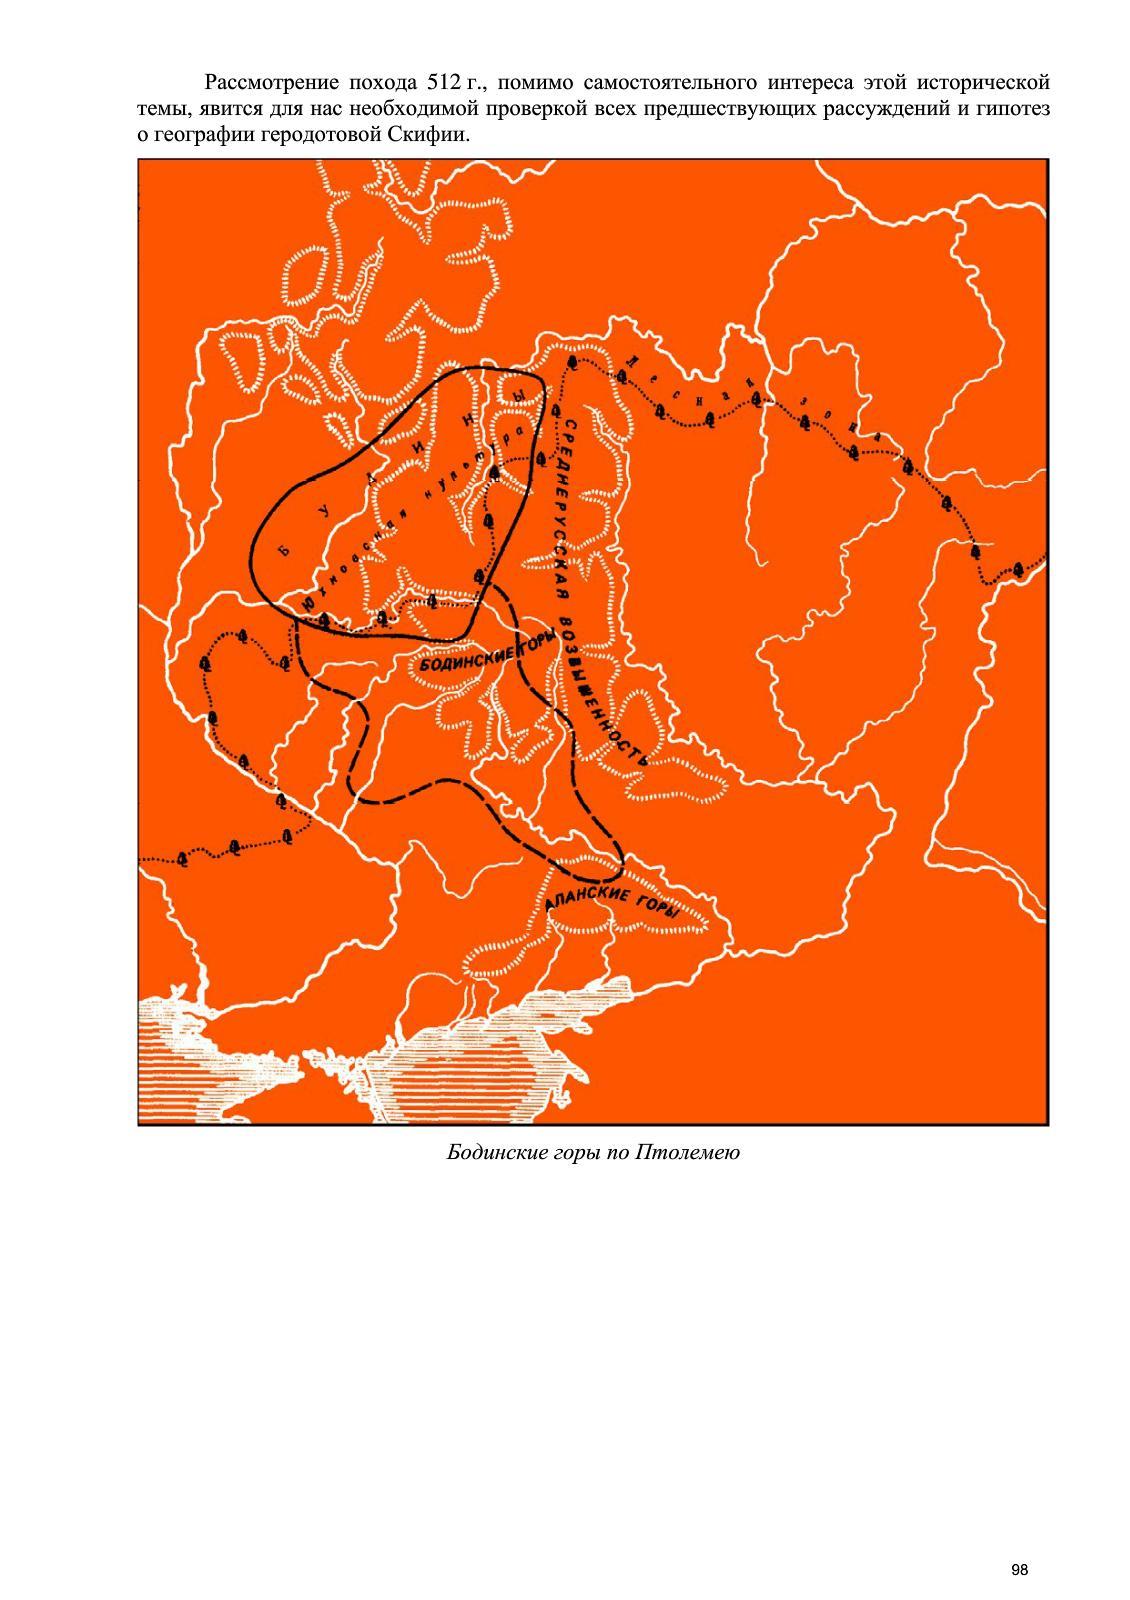 Рассмотрение похода 512 г., помимо самостоятельного интереса этой исторической
темы, явится для нас необходимой проверкой всех предшествующих рассуждений и гипотез
о географии геродотовой Скифии.
Лесная зона
БУДИНЫ
Юхновская культура
СРЕДНЕРУССКАЯ ВОЗВЫШЕННОСТЬ
БОДИНСКИЕ ГОРЫ
АЛАНСКИЕ ГОРЫ
Бодинские горы по Птолемею
98